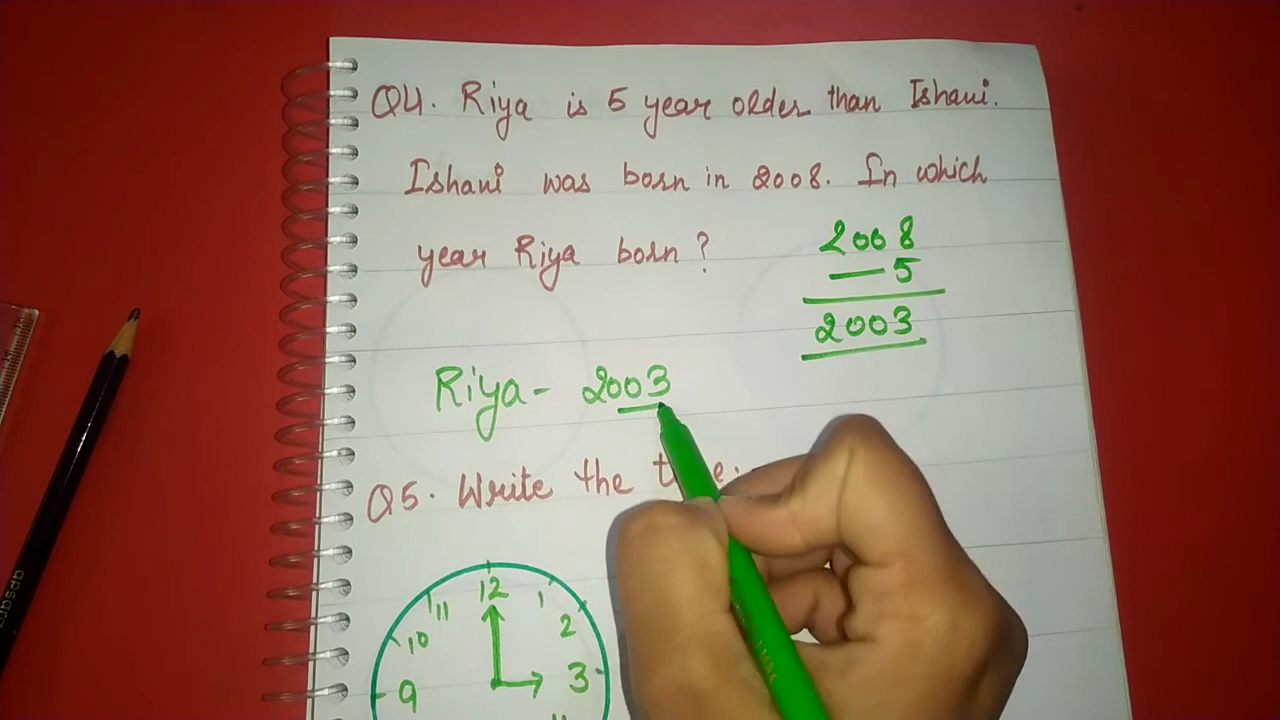 Q4. Riya is 5 year older than Ishani.
Ishani was born in 2008. In which
year Riya born?
2008
— 5
2003
Riya - 2003
Q5. Write the
12
11
1
10
2
9
3
apsara